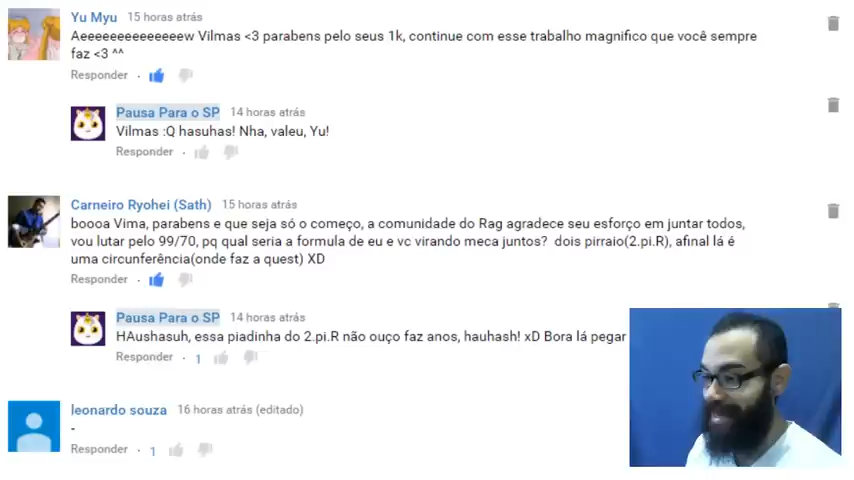 Yu Myu 15 horas atrás
Aeeeeeeeeeeeeeew Vilmas <3 parabens pelo seus 1k, continue com esse trabalho magnifico que você sempre
faz <3 ^^
Responder
Pausa Para o SP 14 horas atrás
Vilmas :Q hasuhas! Nha, valeu, Yu!
Responder
Carneiro Ryohei (Sath) 15 horas atrás
boooa Vima, parabens e que seja só o começo, a comunidade do Rag agradece seu esforço em juntar todos,
vou lutar pelo 99/70, pq qual seria a formula de eu e vc virando meca juntos? dois pirraio(2.pi.R), afinal lá é
uma circunferência(onde faz a quest) XD
Responder
Pausa Para o SP 14 horas atrás
HAushasuh, essa piadinha do 2.pi.R não ouço faz anos, hauhash! xD Bora lá pegar
Responder 1
leonardo souza 16 horas atrás (editado)
-
Responder 1